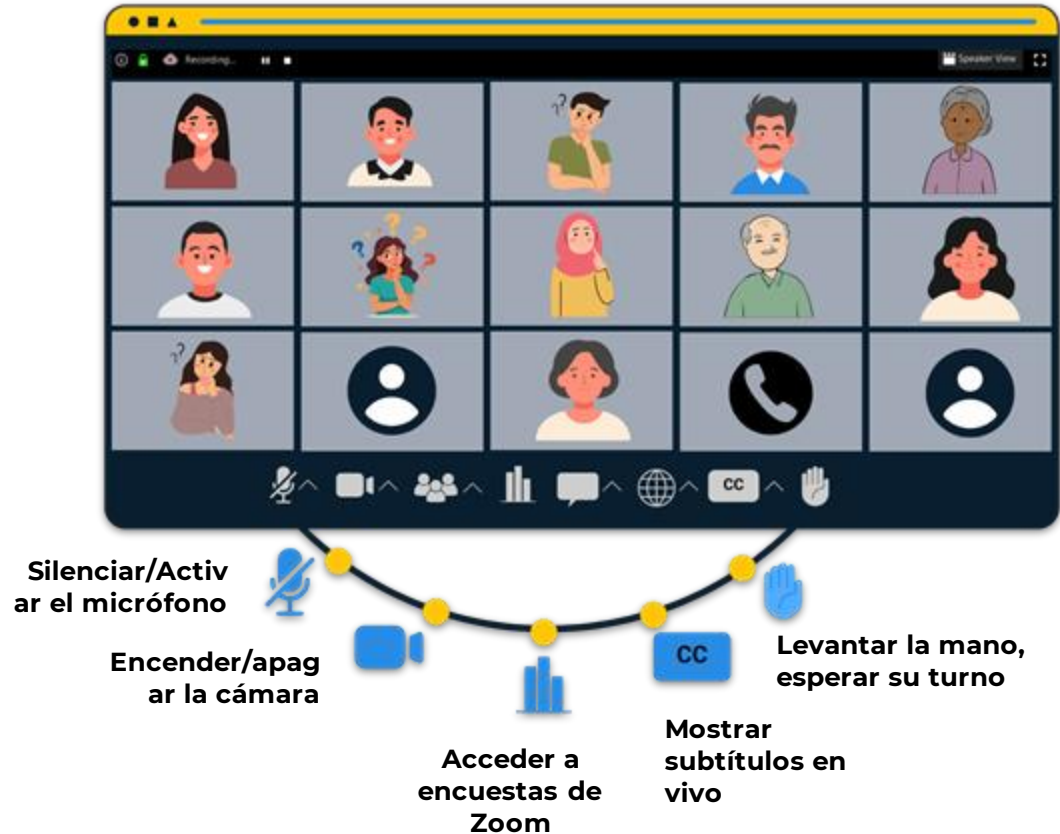 Recording...
Speaker View
? ?
? ? ? ?
? ?
CC
Silenciar/Activ
ar el micrófono
Encender/apag
ar la cámara
Acceder a
encuestas de
Zoom
CC
Mostrar
subtítulos en
vivo
Levantar la mano,
esperar su turno